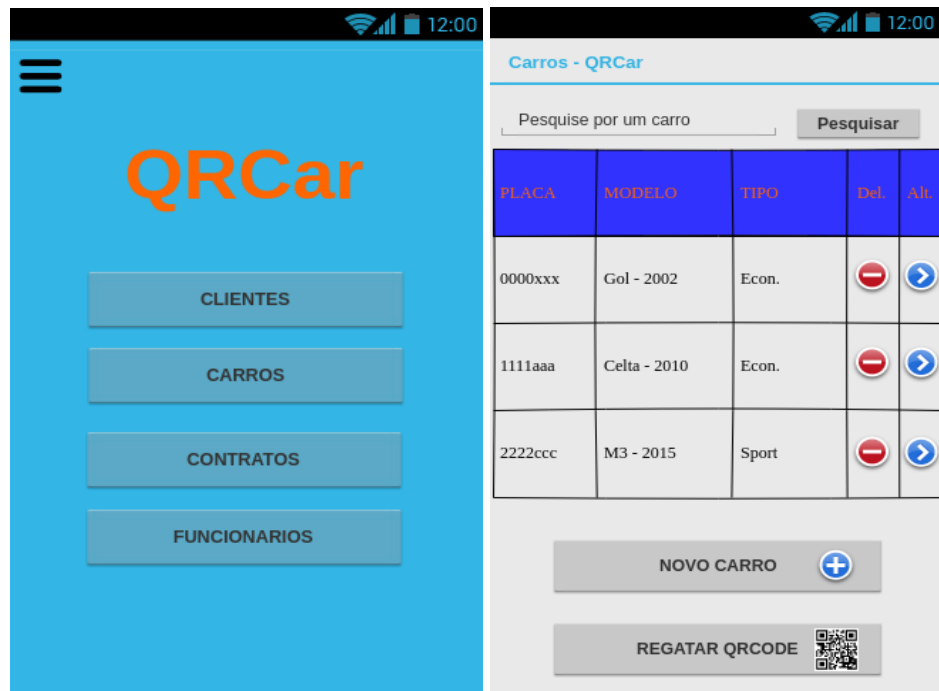 12:00
QRCar
CLIENTES
CARROS
CONTRATOS
FUNCIONARIOS
12:00
Carros - QRCar
Pesquise por um carro Pesquisar
PLACA MODELO TIPO Del. Alt.
0000xxx Gol - 2002 Econ.
1111aaa Celta - 2010 Econ.
2222ccc M3 - 2015 Sport
NOVO CARRO
REGATAR QRCODE